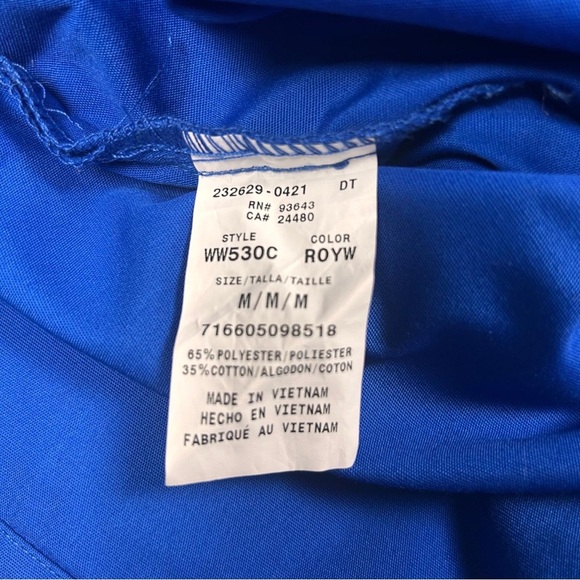 232629-0421 DT
RN# 93643
CA# 24480
STYLE COLOR
WW530C ROYW
SIZE/TALLA/TAILLE
M/M/M
716605098518
65% POLYESTER/POLIESTER
35% COTTON/ALGODON/COTON
MADE IN VIETNAM
HECHO EN VIETNAM
FABRIQUÉ AU VIETNAM